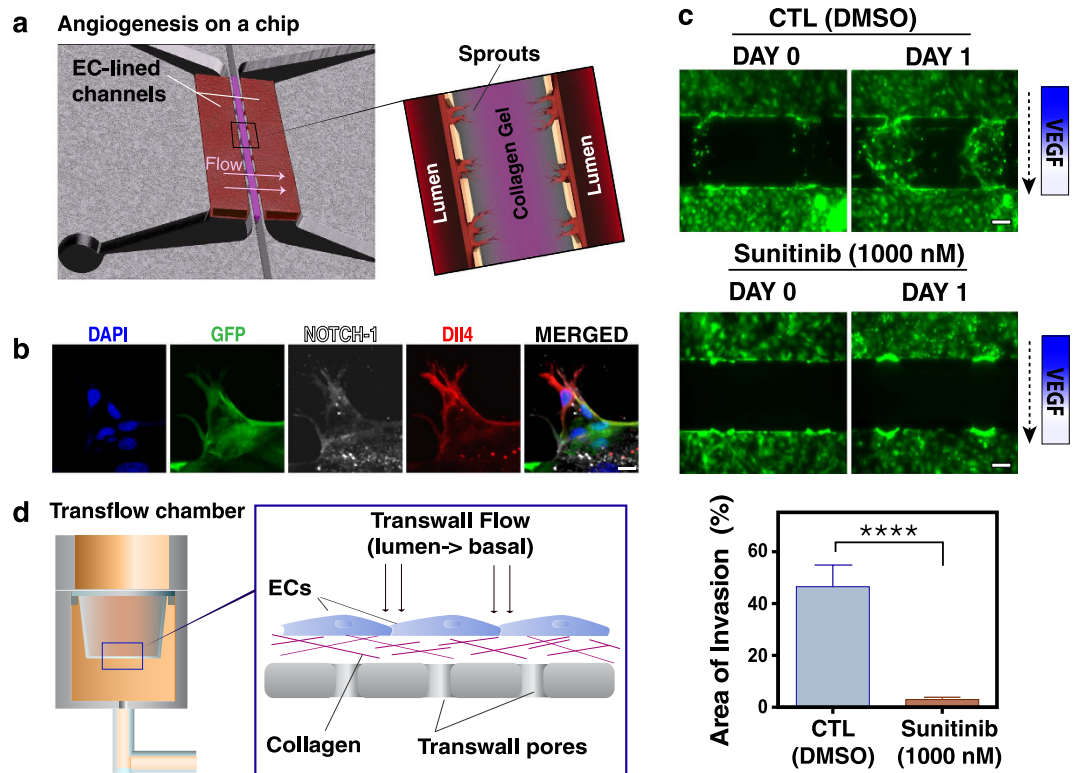 a
Angiogenesis on a chip
EC-lined
channels
Flow
Sprouts
Lumen
Collagen Gel
Lumen
b
DAPI
GFP
NOTCH-1
Dll4
MERGED
c
CTL (DMSO)
DAY 0
DAY 1
VEGF
Sunitinib (1000 nM)
DAY 0
DAY 1
VEGF
Area of Invasion (%)
60
40
20
0
****
CTL
(DMSO)
Sunitinib
(1000 nM)
d
Transflow chamber
Transwall Flow
(lumen-> basal)
ECs
Collagen
Transwall pores